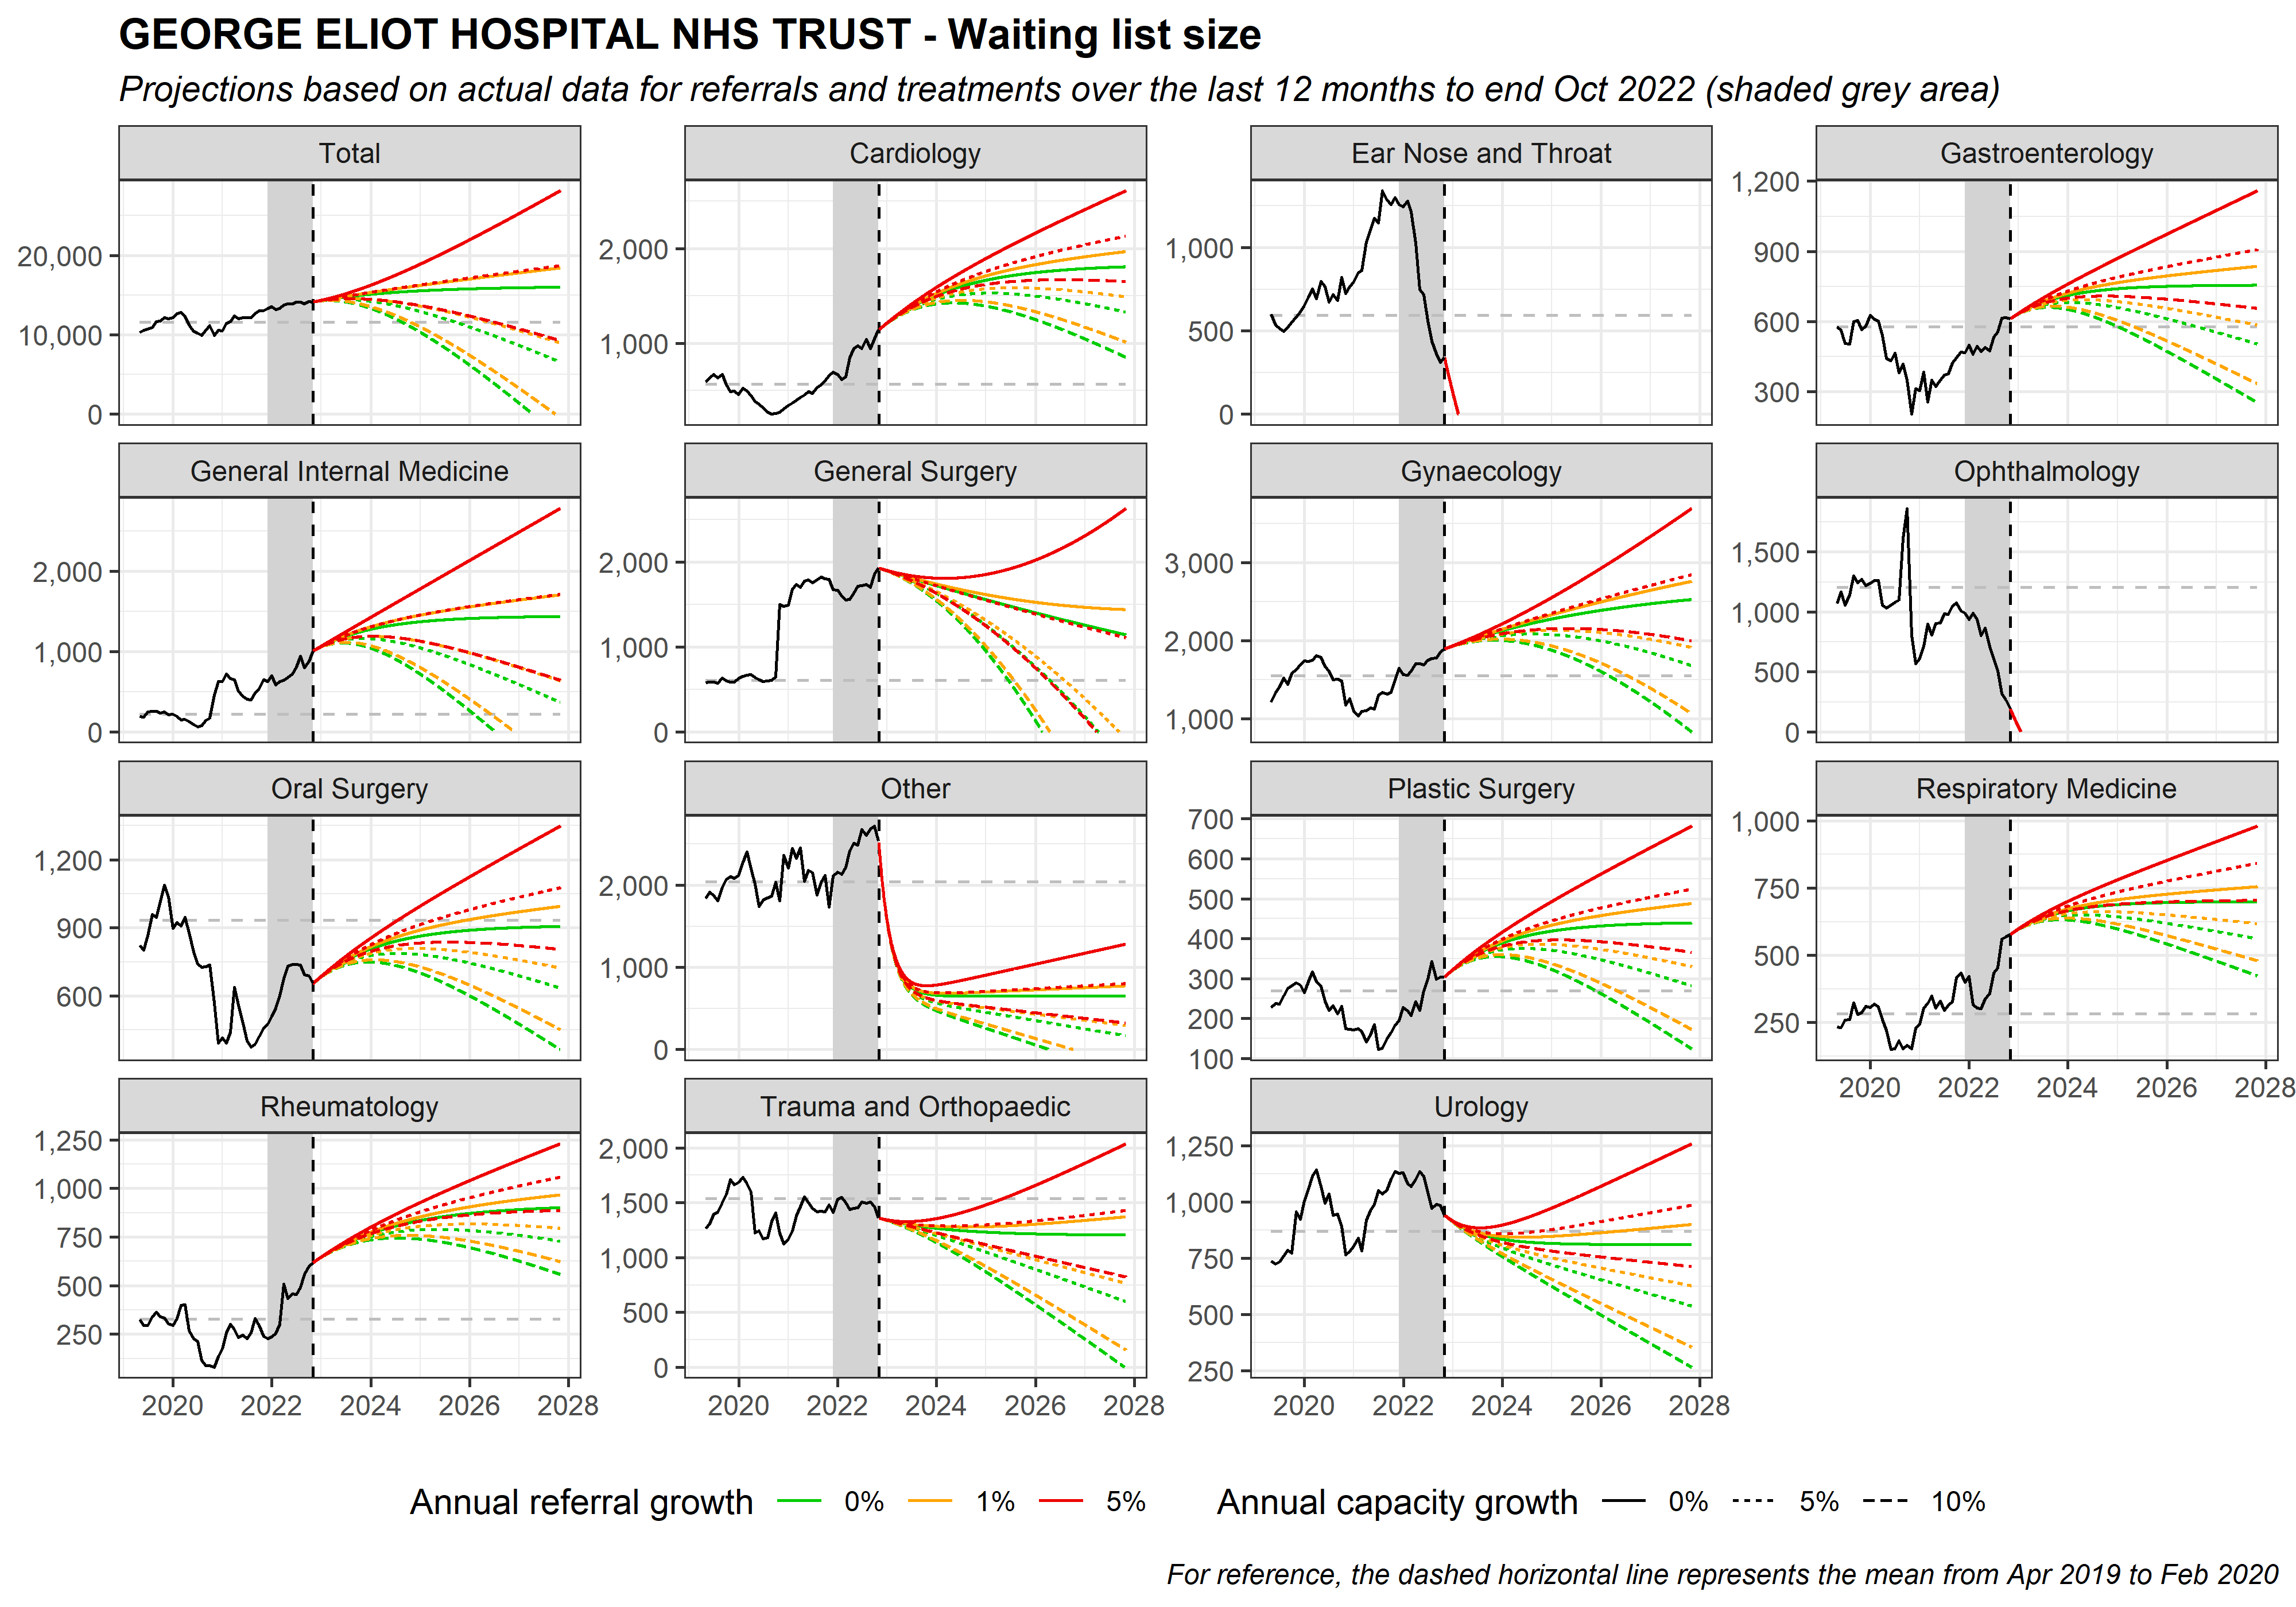 GEORGE ELIOT HOSPITAL NHS TRUST - Waiting list size
Projections based on actual data for referrals and treatments over the last 12 months to end Oct 2022 (shaded grey area)
Total
20,000
10,000
0
Cardiology
2,000
1,000
Ear Nose and Throat
1,000
500
0
Gastroenterology
1,200
900
600
300
General Internal Medicine
2,000
1,000
0
General Surgery
2,000
1,000
0
Gynaecology
3,000
2,000
1,000
Ophthalmology
1,500
1,000
500
0
Oral Surgery
1,200
900
600
Other
2,000
1,000
0
Plastic Surgery
700
600
500
400
300
200
100
Respiratory Medicine
1,000
750
500
250
2020 2022 2024 2026 2028
Rheumatology
1,250
1,000
750
500
250
2020 2022 2024 2026 2028
Trauma and Orthopaedic
2,000
1,500
1,000
500
0
2020 2022 2024 2026 2028
Urology
1,250
1,000
750
500
250
2020 2022 2024 2026 2028
Annual referral growth 0% 1% 5% Annual capacity growth 0% 5% 10%
For reference, the dashed horizontal line represents the mean from Apr 2019 to Feb 2020